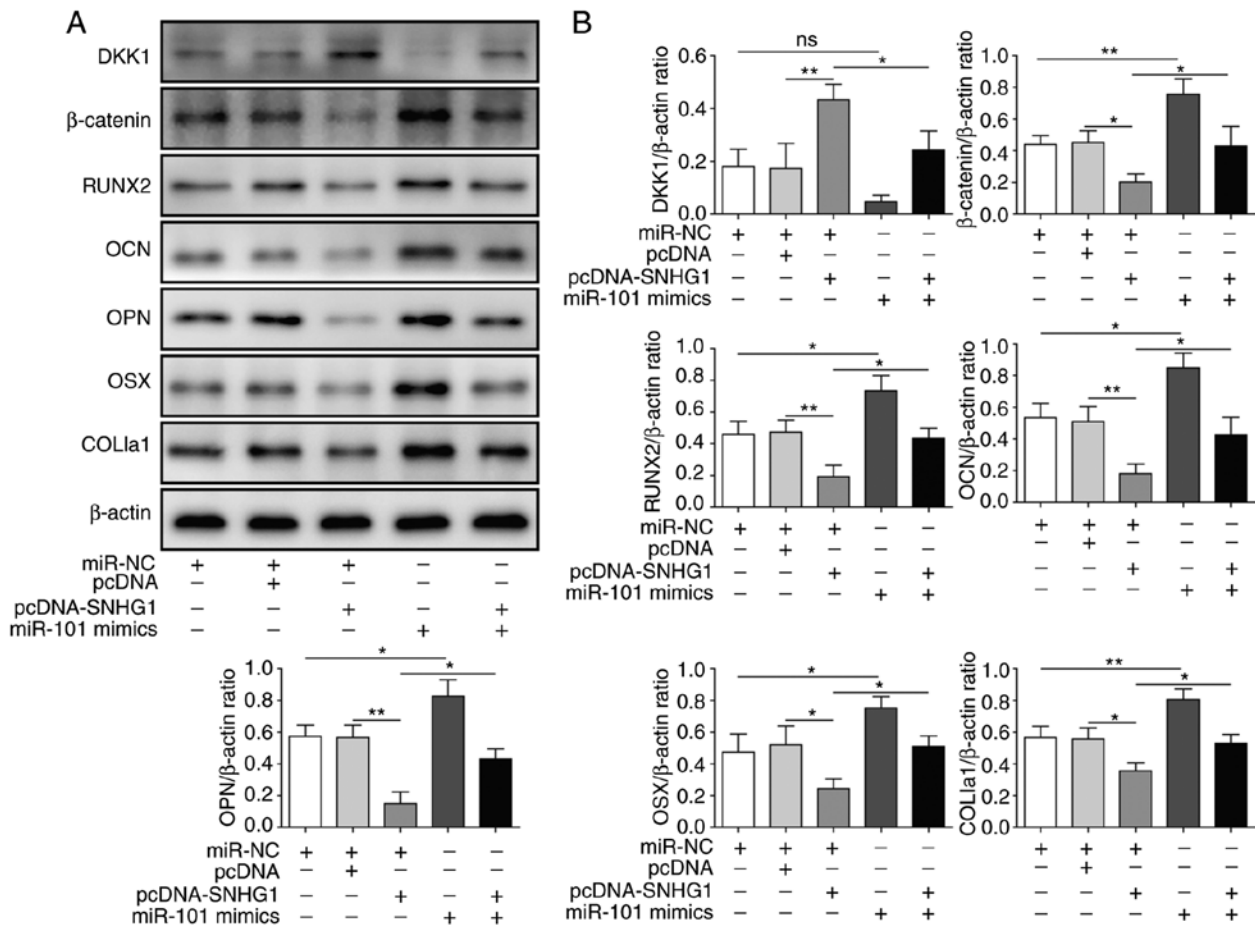 A
DKK1
β-catenin
RUNX2
OCN
OPN
OSX
COLIa1
β-actin
miR-NC + + + – –
pcDNA – + – – –
pcDNA-SNHG1 – – + – +
miR-101 mimics – – – + +
B
DKK1/β-actin ratio
0.6
0.4
0.2
0.0
ns
**
*
miR-NC + + + – –
pcDNA – + – – –
pcDNA-SNHG1 – – + – +
miR-101 mimics – – – + +
β-catenin/β-actin ratio
1.0
0.8
0.6
0.4
0.2
0
**
*
*
+ + + – –
– + – – –
– – + – +
– – – + +
RUNX2/β-actin ratio
1.0
0.8
0.6
0.4
0.2
0.0
*
*
**
miR-NC + + + – –
pcDNA – + – – –
pcDNA-SNHG1 – – + – +
miR-101 mimics – – – + +
OCN/β-actin ratio
1.0
0.8
0.6
0.4
0.2
0.0
*
*
**
+ + + – –
– + – – –
– – + – +
– – – + +
OPN/β-actin ratio
1.0
0.8
0.6
0.4
0.2
0.0
*
*
**
miR-NC + + + – –
pcDNA – + – – –
pcDNA-SNHG1 – – + – +
miR-101 mimics – – – + +
OSX/β-actin ratio
1.0
0.8
0.6
0.4
0.2
0.0
*
*
*
miR-NC + + + – –
pcDNA – + – – –
pcDNA-SNHG1 – – + – +
miR-101 mimics – – – + +
COLIa1/β-actin ratio
1.0
0.8
0.6
0.4
0.2
0.0
**
*
*
+ + + – –
– + – – –
– – + – +
– – – + +